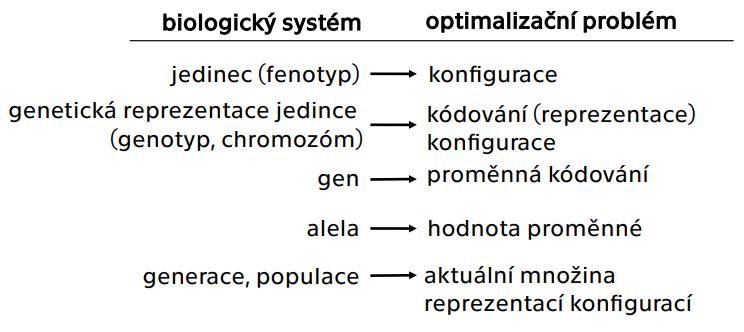 biologický systém optimalizační problém
jedinec (fenotyp) konfigurace
genetická reprezentace jedince
(genotyp, chromozóm)
kódování (reprezentace)
konfigurace
gen proměnná kódování
alela hodnota proměnné
generace, populace aktuální množina
reprezentací konfigurací